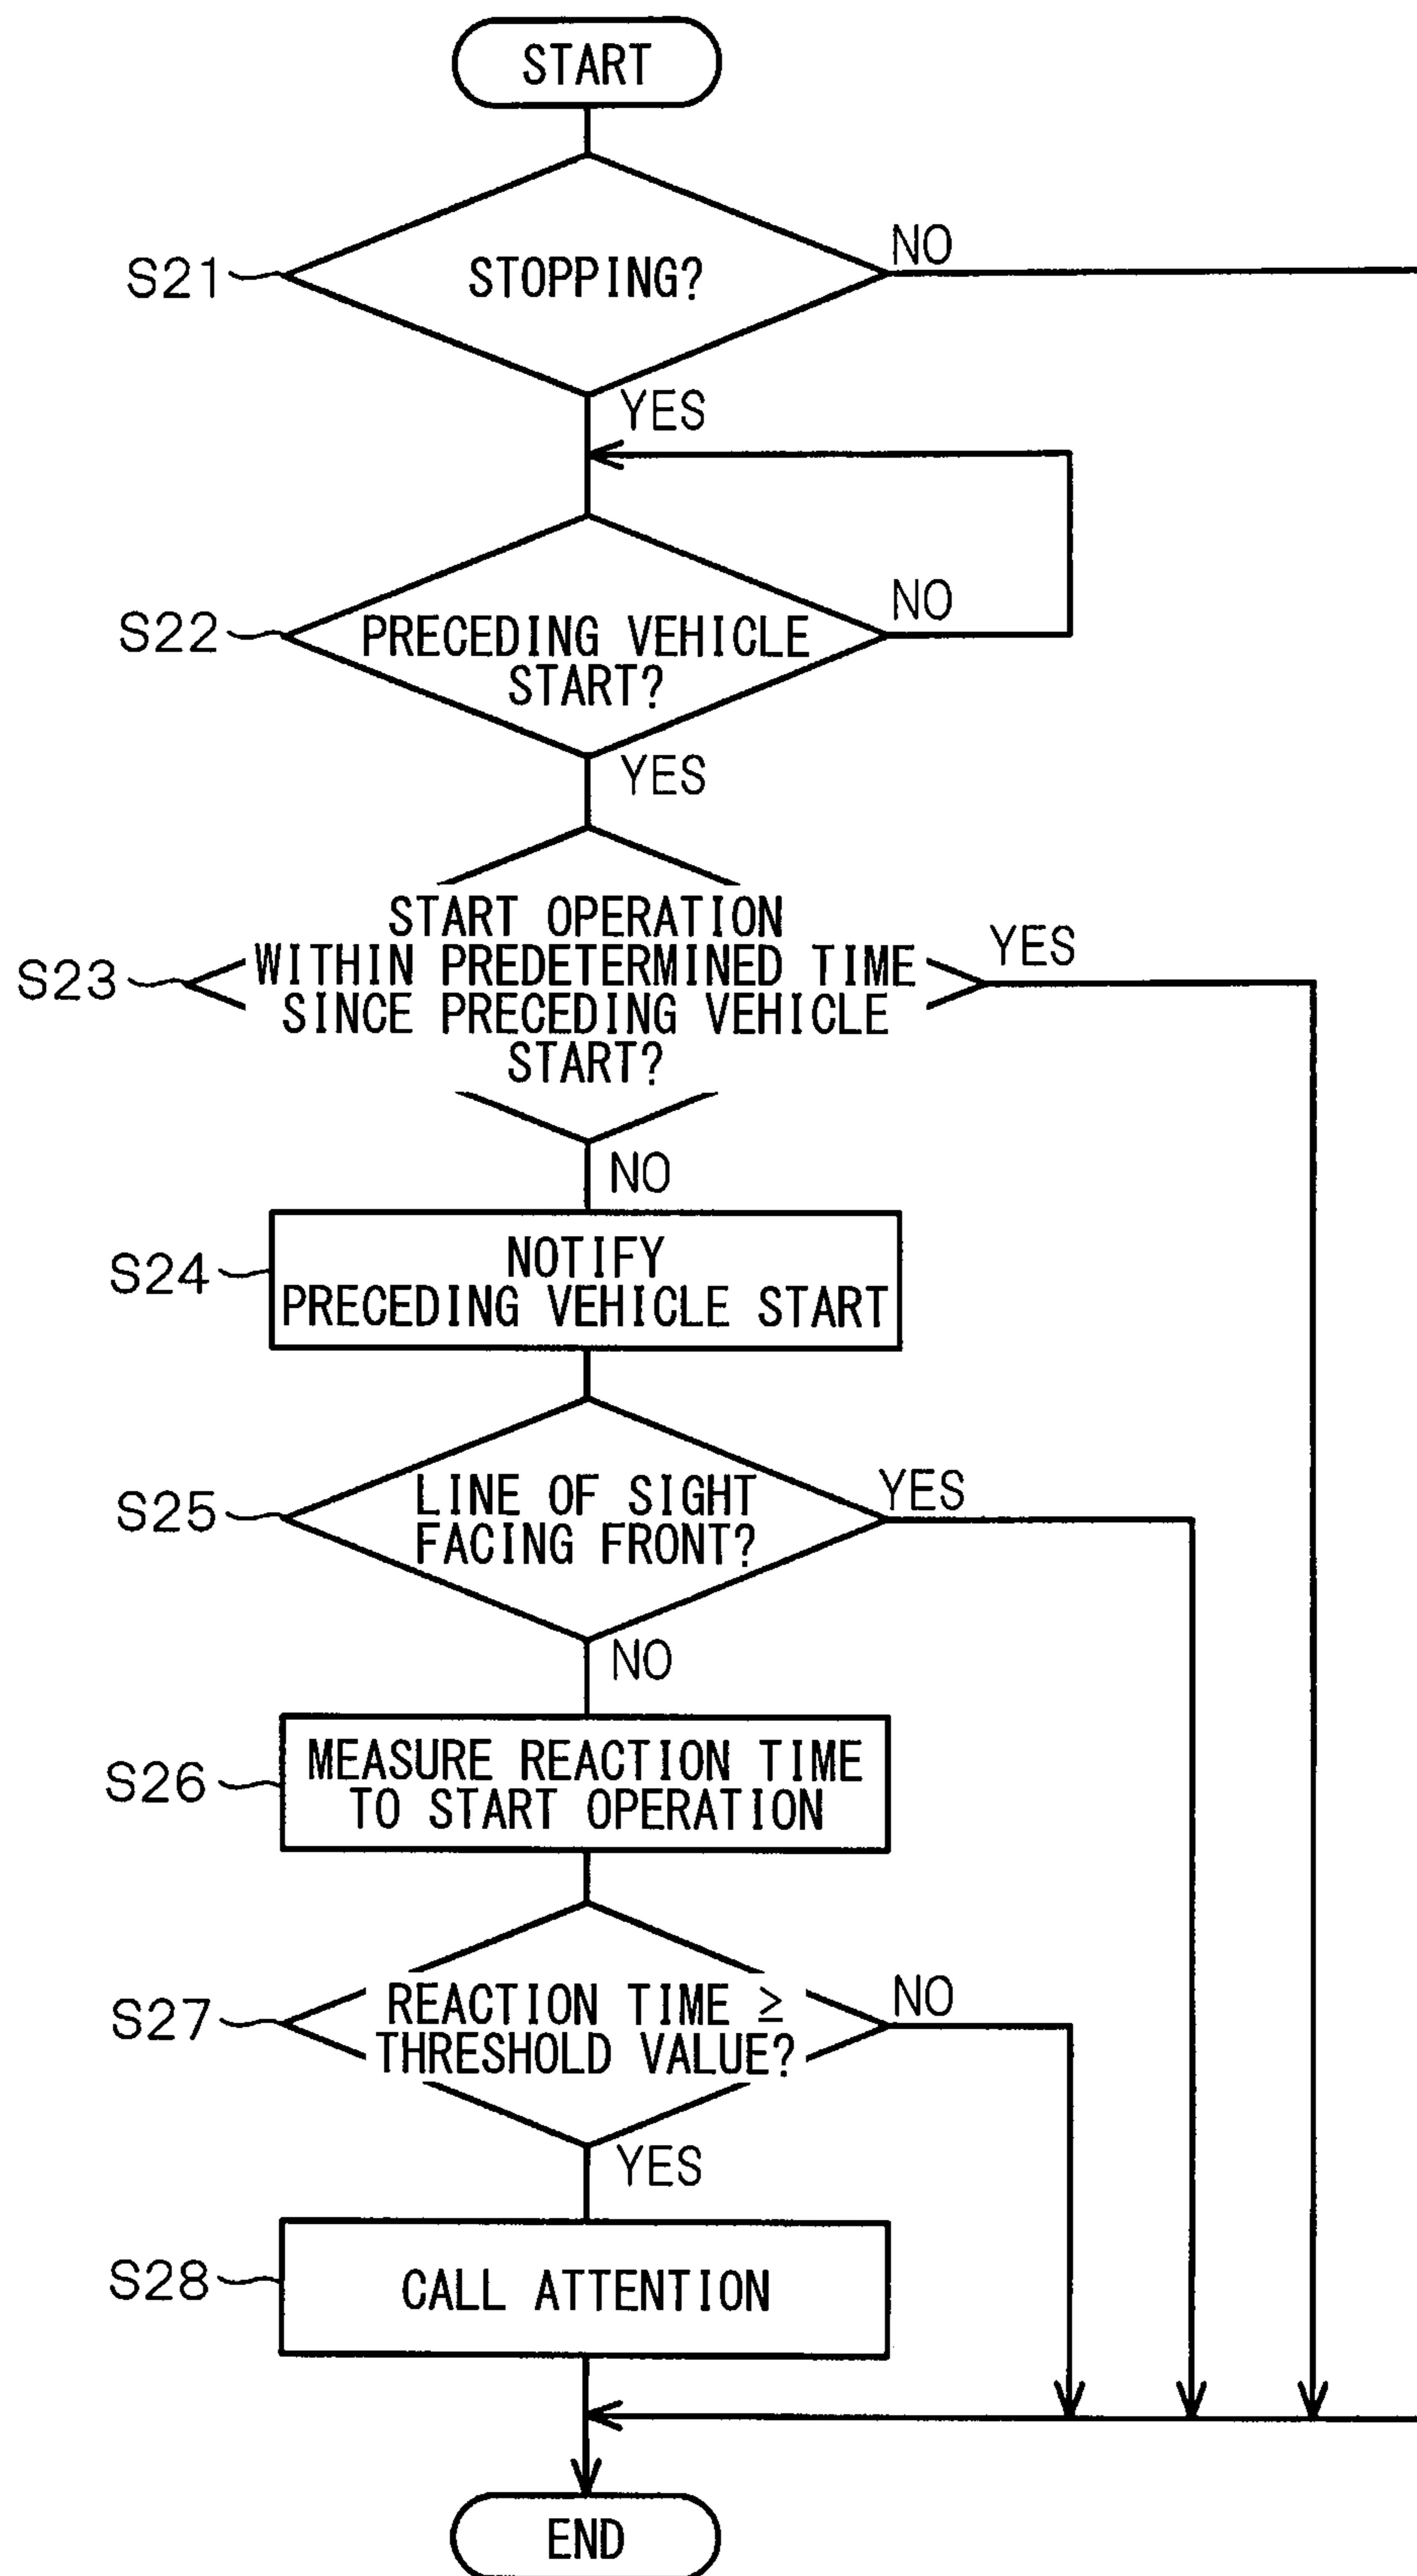 START
S21
STOPPING?
NO
YES
S22
PRECEDING VEHICLE
START?
NO
YES
S23
START OPERATION
WITHIN PREDETERMINED TIME
SINCE PRECEDING VEHICLE
START?
YES
NO
S24
NOTIFY
PRECEDING VEHICLE START
S25
LINE OF SIGHT
FACING FRONT?
YES
NO
S26
MEASURE REACTION TIME
TO START OPERATION
S27
REACTION TIME ≥
THRESHOLD VALUE?
NO
YES
S28
CALL ATTENTION
END